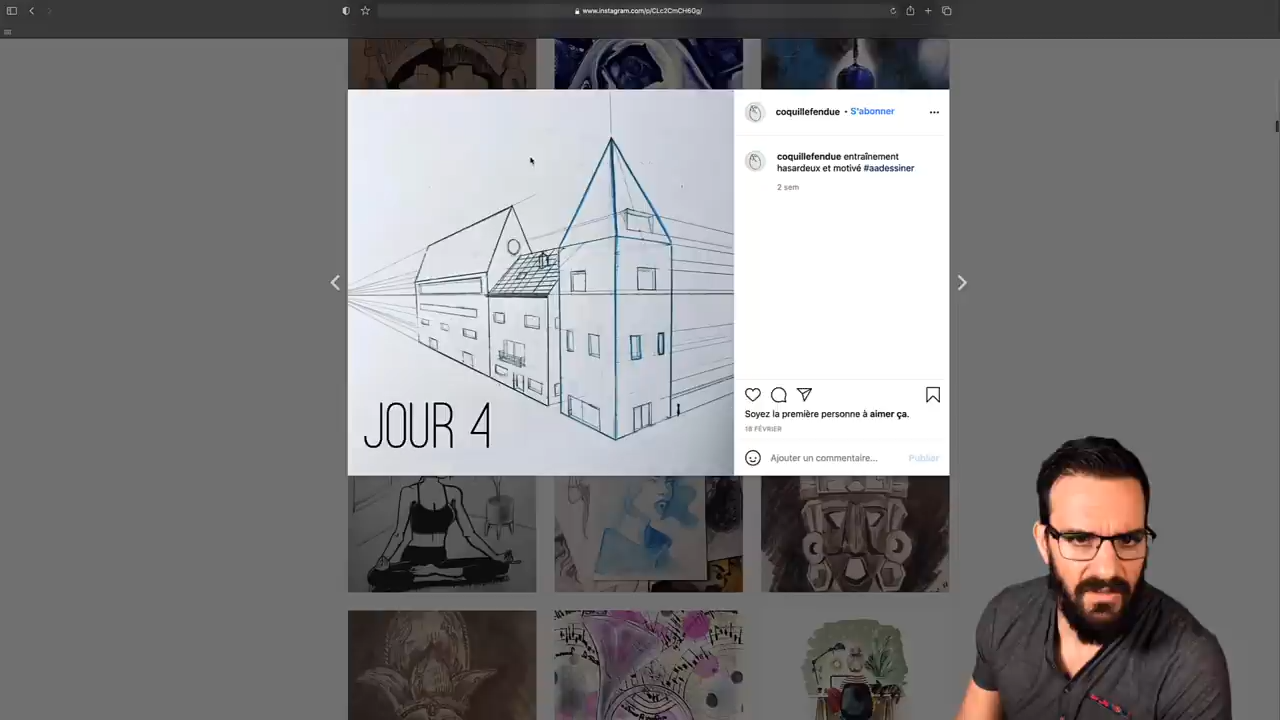 www.instagram.com/p/CLc2CmCH6Gg/
coquillefendue • S'abonner
coquillefendue entraînement
hasardeux et motivé #aadessiner
2 sem
JOUR 4
Soyez la première personne à aimer ça.
18 FÉVRIER
Ajouter un commentaire...
Publier